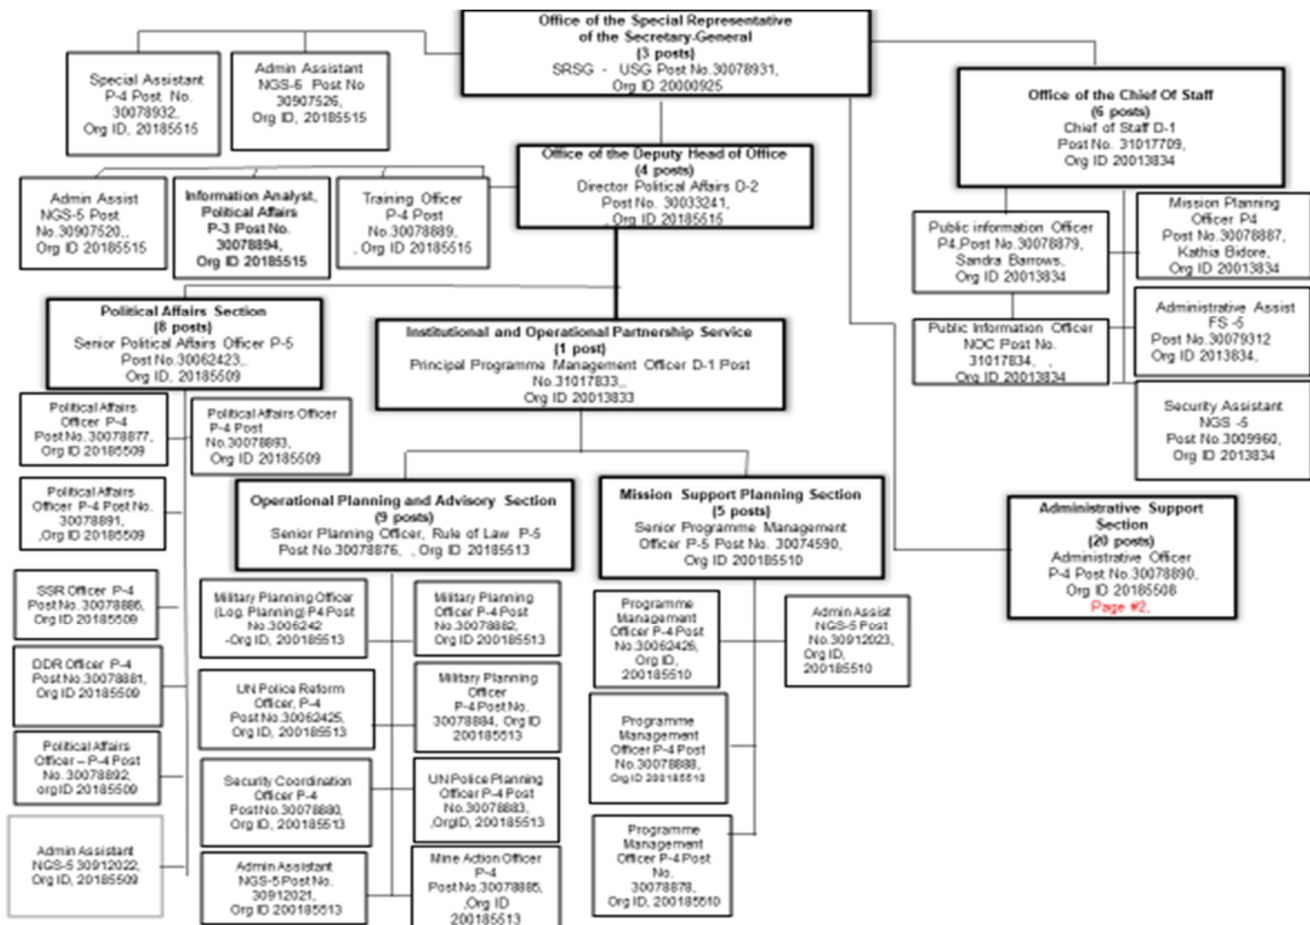 Office of the Special Representative
of the Secretary-General
(3 posts)
SRSG - USG Post No.30078931,
Org ID 20000925
Special Assistant
P-4 Post No.
30078932,
Org ID, 20185515
Admin Assistant
NGS-6 Post No
30907526,
Org ID, 20185515
Office of the Chief Of Staff
(6 posts)
Chief of Staff D-1
Post No. 31017709,
Org ID 20013834
Office of the Deputy Head of Office
(4 posts)
Director Political Affairs D-2
Post No. 30033241,
, Org ID 20185515
Admin Assist
NGS-5 Post
No.30907520,,
Org ID 20185515
Information Analyst,
Political Affairs
P-3 Post No.
30078894,
Org ID 20185515
Training Officer
P-4 Post
No.30078889,
, Org ID 20185515
Public information Officer
P4,Post No.30078879,
Sandra Barrows,
Org ID 20013834
Mission Planning
Officer P4
Post No.30078887,
Kathia Bidore,
Org ID 20013834
Public Information Officer
NOC Post No.
31017834, ,
Org ID 20013834
Administrative Assist
FS -5
Post No.30079312
Org ID 2013834,
Security Assistant
NGS -5
Post No.3009960,
Org ID 2013834
Political Affairs Section
(8 posts)
Senior Political Affairs Officer P-5
Post No.30062423,.
Org ID, 20185509
Institutional and Operational Partnership Service
(1 post)
Principal Programme Management Officer D-1 Post
No.31017833,,
Org ID 20013833
Political Affairs
Officer P-4
Post No. 30078877,
Org ID 20185509
Political Affairs Officer
P-4 Post
No.30078893,
Org ID 20185509
Political Affairs
Officer P-4 Post No.
30078891,
,Org ID 20185509
SSR Officer P-4
Post No.30078886,
Org ID 20185509
DDR Officer P-4
Post No.30078881,
Org ID 20185509
Political Affairs
Officer – P-4 Post
No. 30078892,
org ID 20185509
Admin Assistant
NGS-5 30912022,
Org ID, 20185509
Operational Planning and Advisory Section
(9 posts)
Senior Planning Officer, Rule of Law P-5
Post No.30078876, , Org ID 20185513
Military Planning Officer
(Log. Planning) P4 Post
No.3006242
-Org ID, 200185513
Military Planning
Officer P-4 Post
No.30078882,
Org ID, 200185513
UN Police Reform
Officer, P-4
Post No.30062425,
Org ID, 200185513
Military Planning
Officer
P-4 Post No.
30078884, Org ID
200185513
Security Coordination
Officer P-4
Post No.30078880,
Org ID, 200185513
UN Police Planning
Officer P-4 Post
No.30078883,
,OrgID, 200185513
Admin Assistant
NGS-5 Post No.
30912021,
Org ID 200185513
Mine Action Officer
P-4
Post No.30078885,
,Org ID
200185513
Mission Support Planning Section
(5 posts)
Senior Programme Management
Officer P-5 Post No. 30074590,
Org ID 200185510
Programme
Management
Officer P-4 Post
No.30062426,
Org ID,
200185510
Admin Assist
NGS-5 Post
No.30912023,
Org ID,
200185510
Programme
Management
Officer P-4 Post
No.30078888,
Org ID 200185510
Programme
Management
Officer P-4 Post
No.
30078878,
Org ID, 200185510
Administrative Support
Section
(20 posts)
Administrative Officer
P-4 Post No.30078890,
Org ID 20185508
Page #2,